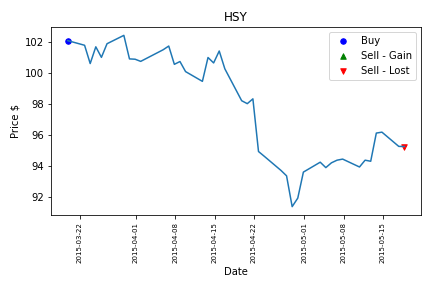 HSY
Buy
Sell - Gain
Sell - Lost
Price $
102
100
98
96
94
92
2015-03-22
2015-04-01
2015-04-08
2015-04-15
2015-04-22
2015-05-01
2015-05-08
2015-05-15
Date